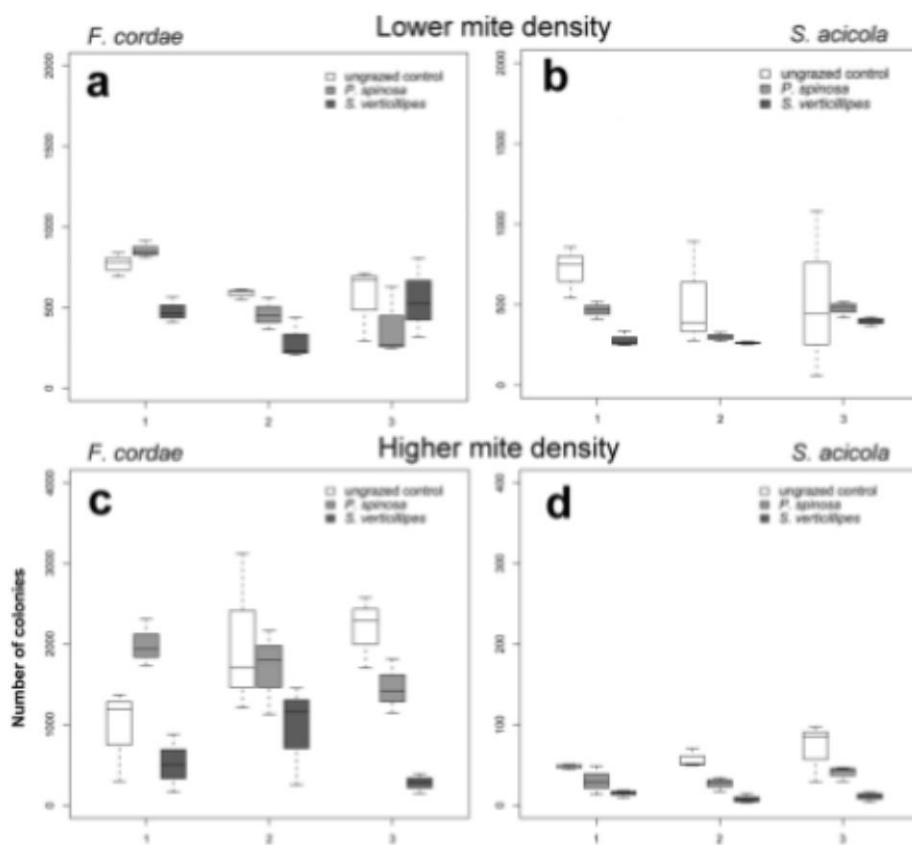 Lower mite density
F. cordae
S. acicola
a
ungrazed control
P. spinosa
S. verticillipes
2000
1500
1000
500
0
1 2 3
b
ungrazed control
P. spinosa
S. verticillipes
2000
1500
1000
500
0
1 2 3
Higher mite density
F. cordae
S. acicola
c
ungrazed control
P. spinosa
S. verticillipes
Number of colonies
4000
3000
2000
1000
0
1 2 3
d
ungrazed control
P. spinosa
S. verticillipes
400
300
200
100
0
1 2 3